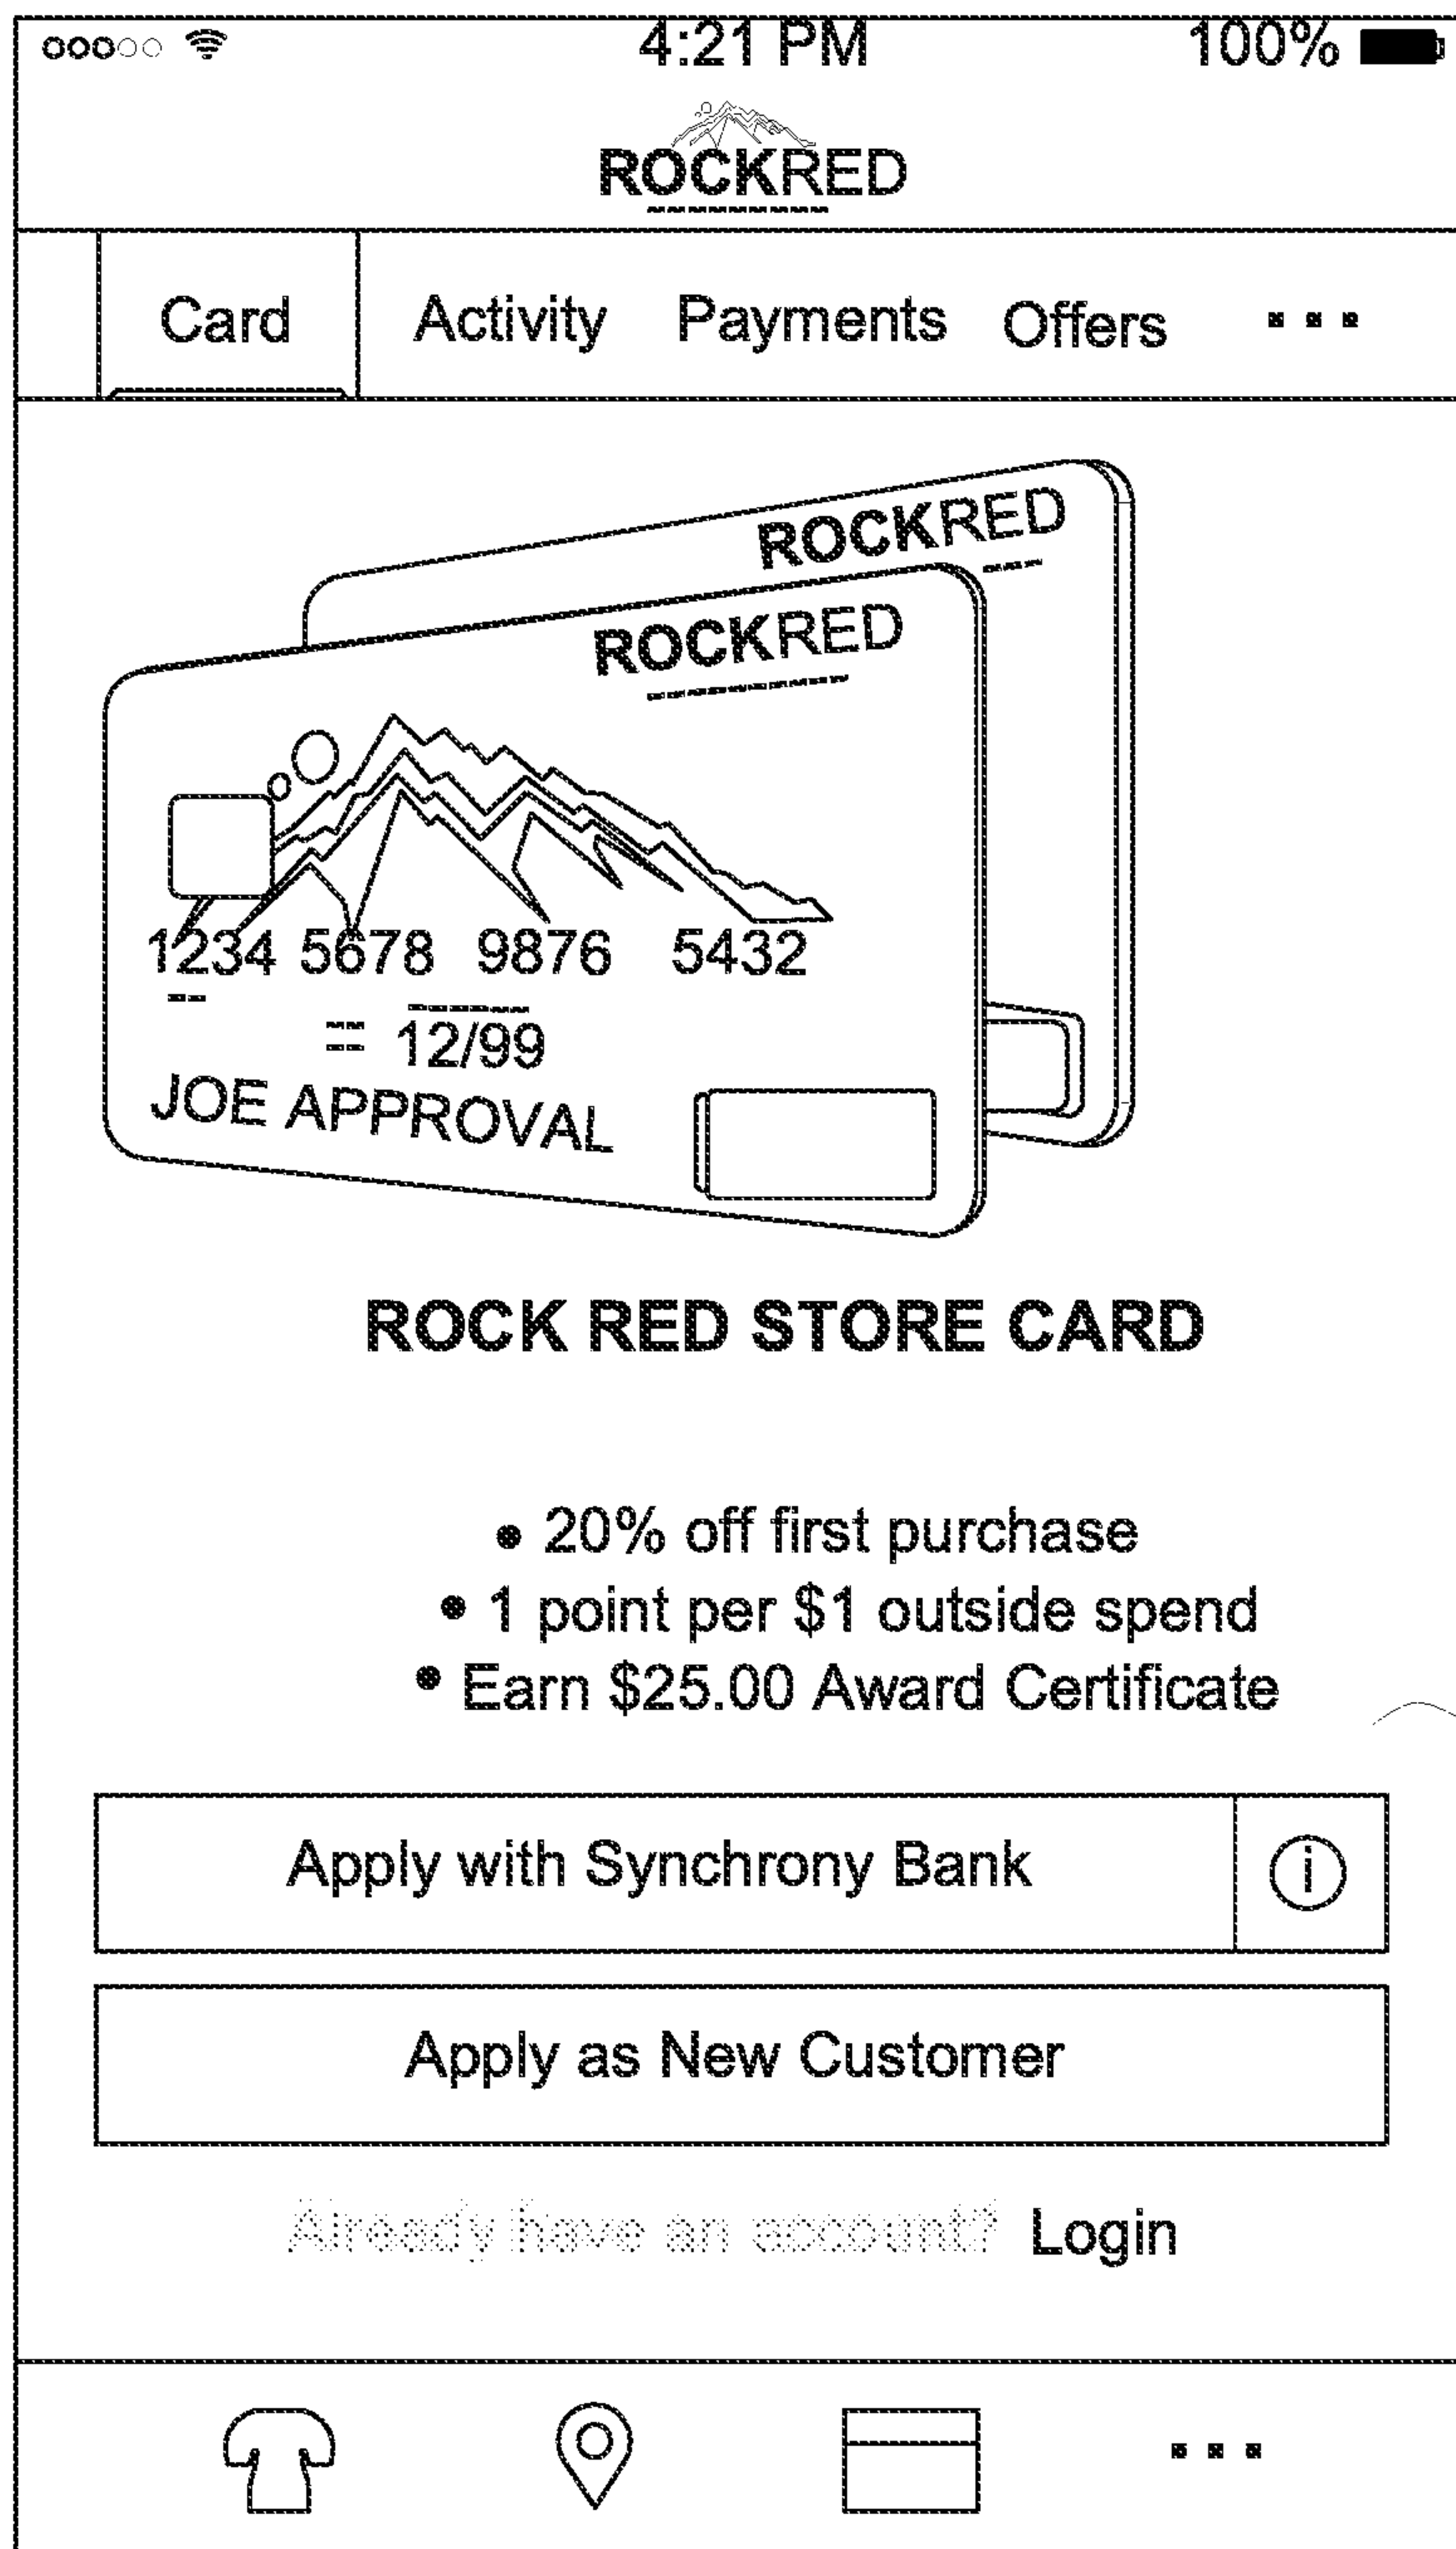 4:21 PM 100%
ROCKRED
Card Activity Payments Offers ...
ROCKRED
ROCKRED
1234 5678 9876 5432
12/99
JOE APPROVAL
ROCK RED STORE CARD
• 20% off first purchase
• 1 point per $1 outside spend
• Earn $25.00 Award Certificate
Apply with Synchrony Bank i
Apply as New Customer
Already have an account? Login
...